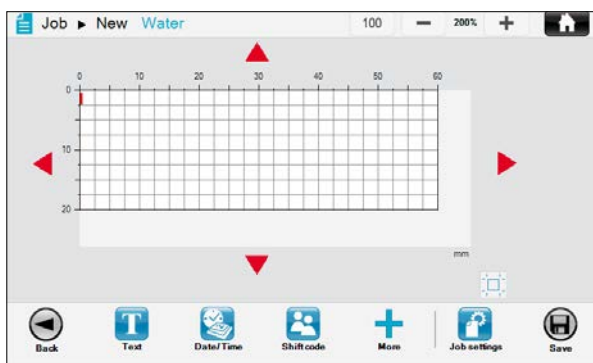 Job ▸ New Water 100 200%
0 10 20 30 40 50 60
0
10
20
mm
Back Text Date/Time Shift code More Job settings Save